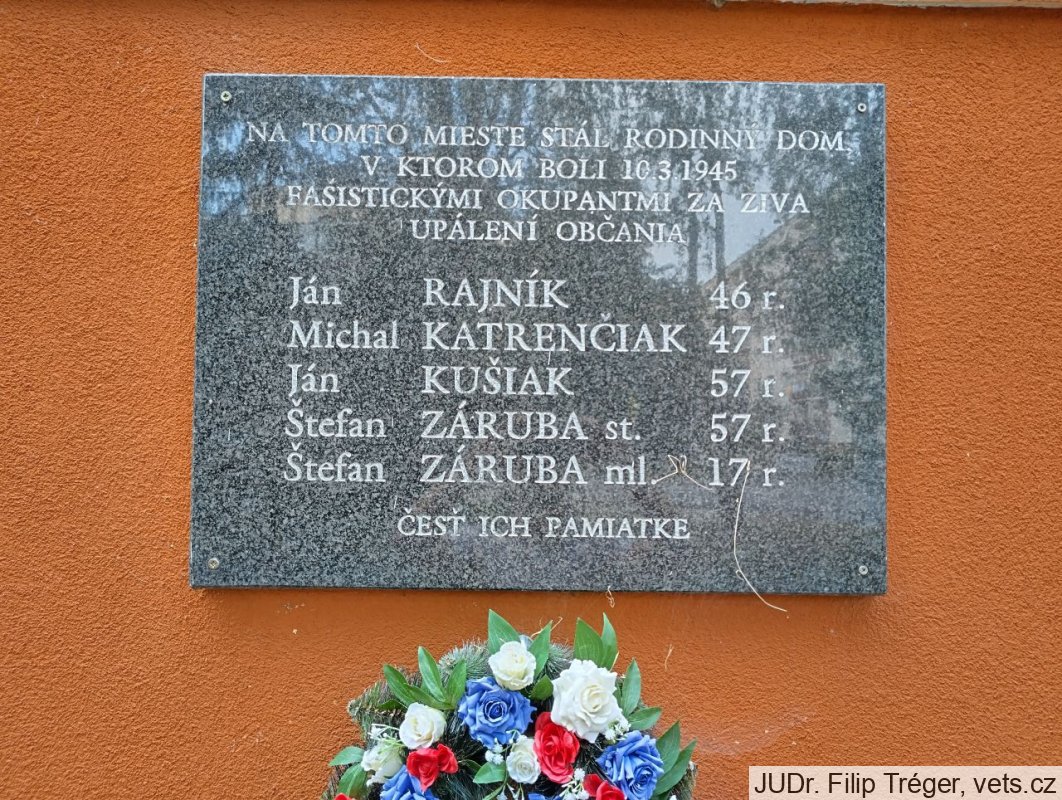 NA TOMTO MIESTE STÁL RODINNÝ DOM,
V KTOROM BOLI 10.3.1945
FAŠISTICKÝMI OKUPANTMI ZA ŽIVA
UPÁLENÍ OBČANIA
Ján RAJNÍK 46 r.
Michal KATRENČIAK 47 r.
Ján KUŠIAK 57 r.
Štefan ZÁRUBA st. 57 r.
Štefan ZÁRUBA ml. 17 r.
ČESŤ ICH PAMIATKE
JUDr. Filip Tréger, vets.cz